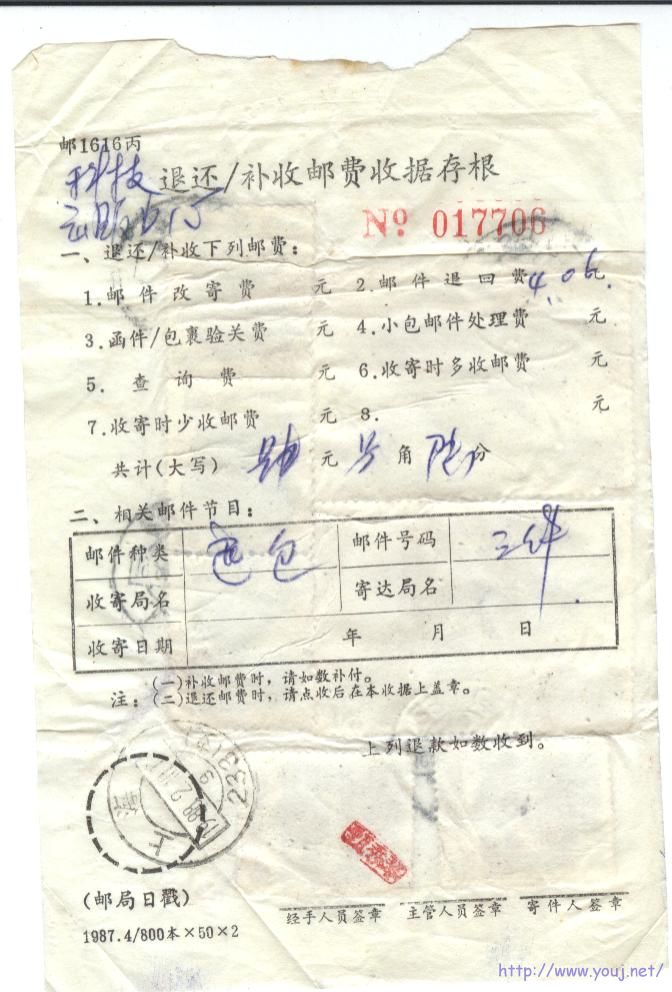 邮1616丙
科技 退还/补收邮费收据存根
№ 017706
一、退还/补收下列邮费：
1.邮件改寄费 元 2.邮件退回费 4.06元
3.函件/包裹验关费 元 4.小包邮件处理费 元
5.查询费 元 6.收寄时多收邮费 元
7.收寄时少收邮费 元 8. 元
共计(大写) 元 角 陆分
二、相关邮件节目：
邮件种类 邮件号码 三件
收寄局名 寄达局名
收寄日期 年 月 日
注：(一)补收邮费时，请如数补付。
(二)退还邮费时，请点收后在本收据上盖章。
上列退款如数收到。
上海
(邮局日戳)
经手人员签章 主管人员签章 寄件人签章
1987.4/800本×50×2
http://www.youj.net/